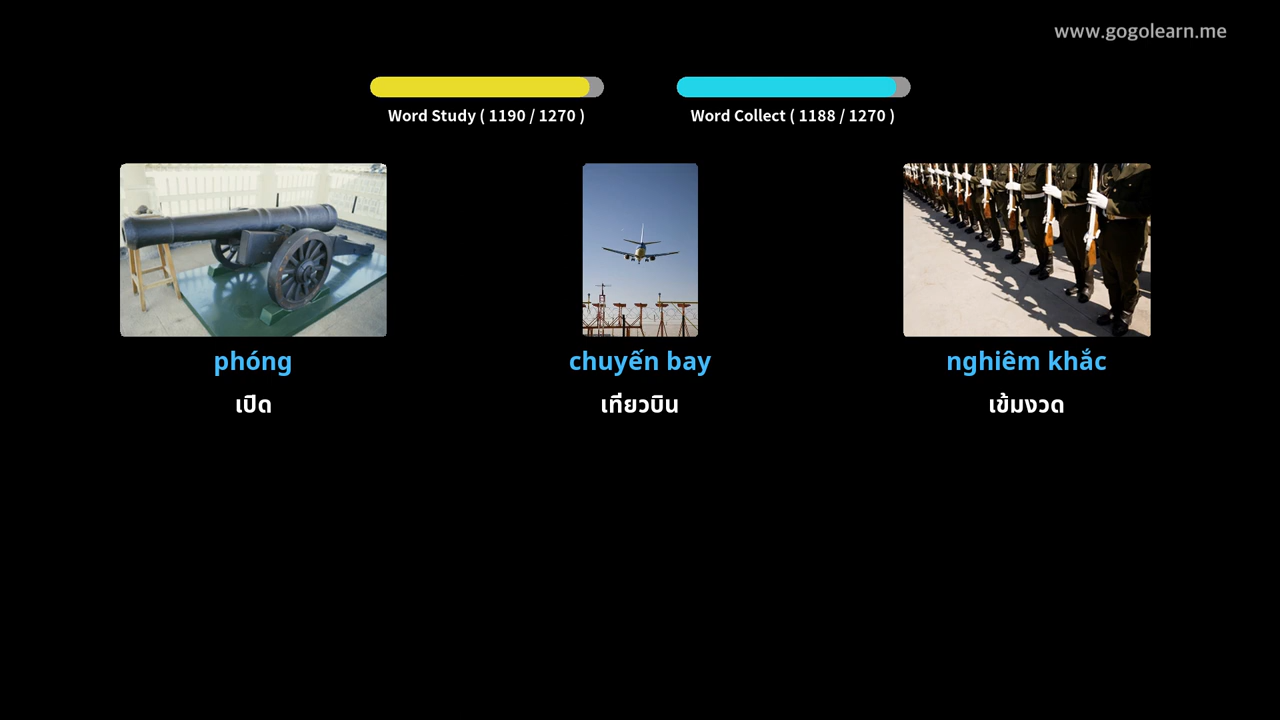 www.gogolearn.me
Word Study ( 1190 / 1270 )
Word Collect ( 1188 / 1270 )
phóng
chuyến bay
nghiêm khắc
เปิด
เที่ยวบิน
เข้มงวด